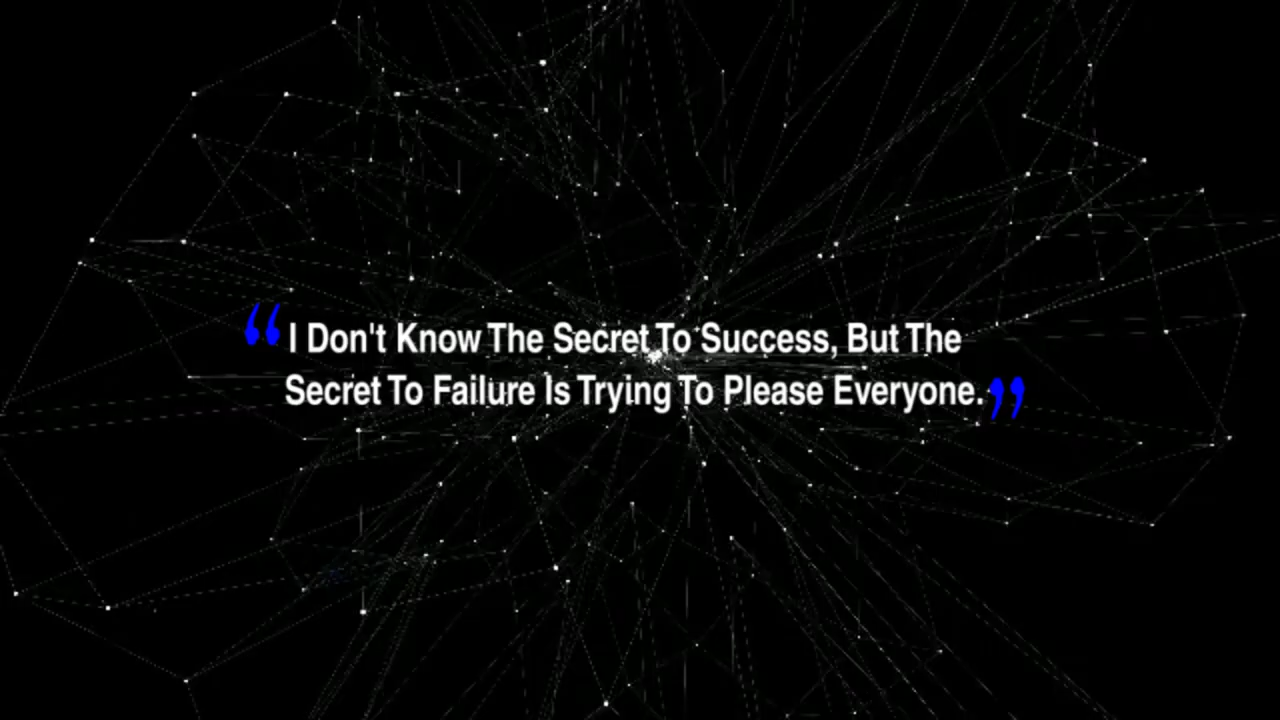 “I Don't Know The Secret To Success, But The
Secret To Failure Is Trying To Please Everyone.”